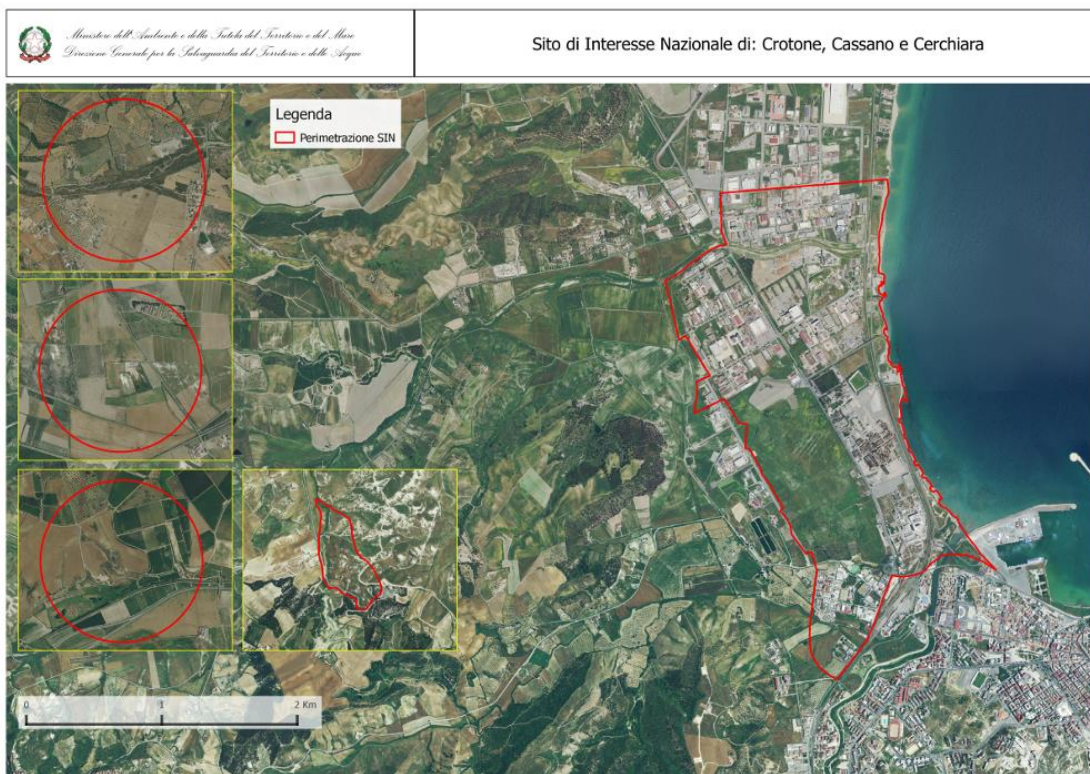 Ministero dell'Ambiente e della Tutela del Territorio e del Mare
Direzione Generale per la Salvaguardia del Territorio e delle Acque
Sito di Interesse Nazionale di: Crotone, Cassano e Cerchiara
Legenda
Perimetrazione SIN
0 1 2 Km